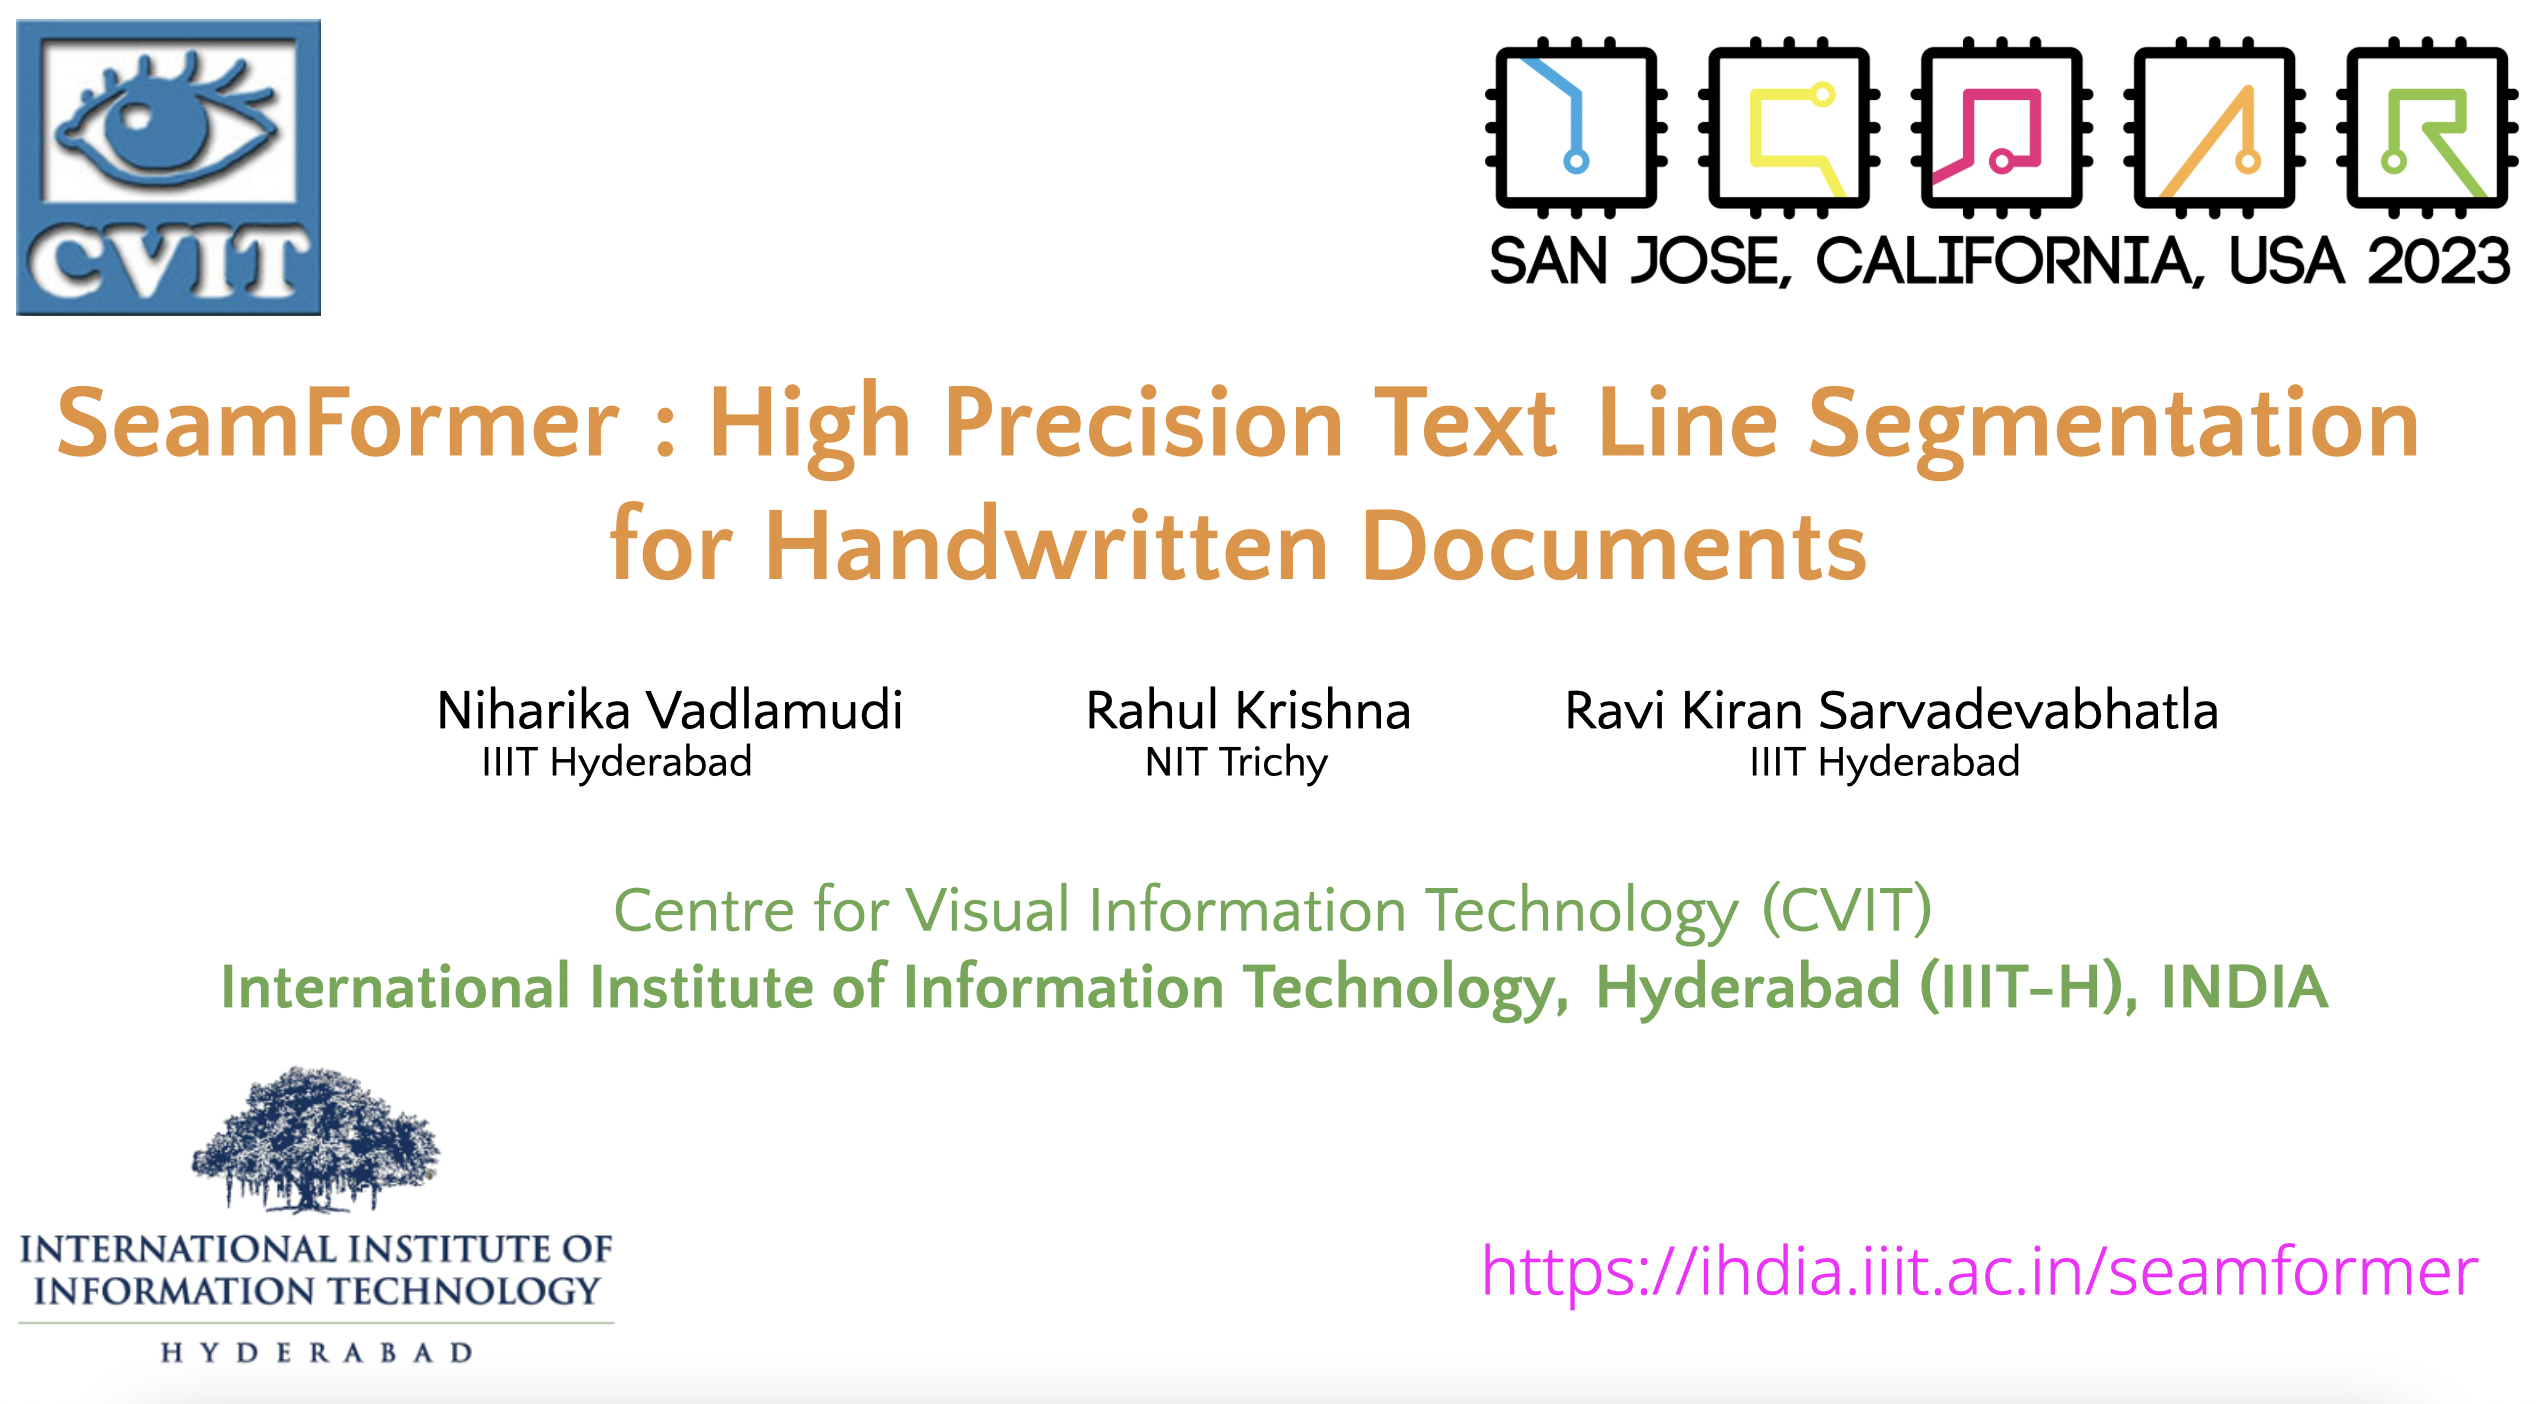 CVIT
ICDAR
SAN JOSE, CALIFORNIA, USA 2023
SeamFormer : High Precision Text Line Segmentation
for Handwritten Documents
Niharika Vadlamudi
IIIT Hyderabad
Rahul Krishna
NIT Trichy
Ravi Kiran Sarvadevabhatla
IIIT Hyderabad
Centre for Visual Information Technology (CVIT)
International Institute of Information Technology, Hyderabad (IIIT-H), INDIA
INTERNATIONAL INSTITUTE OF
INFORMATION TECHNOLOGY
HYDERABAD
https://ihdia.iiit.ac.in/seamformer